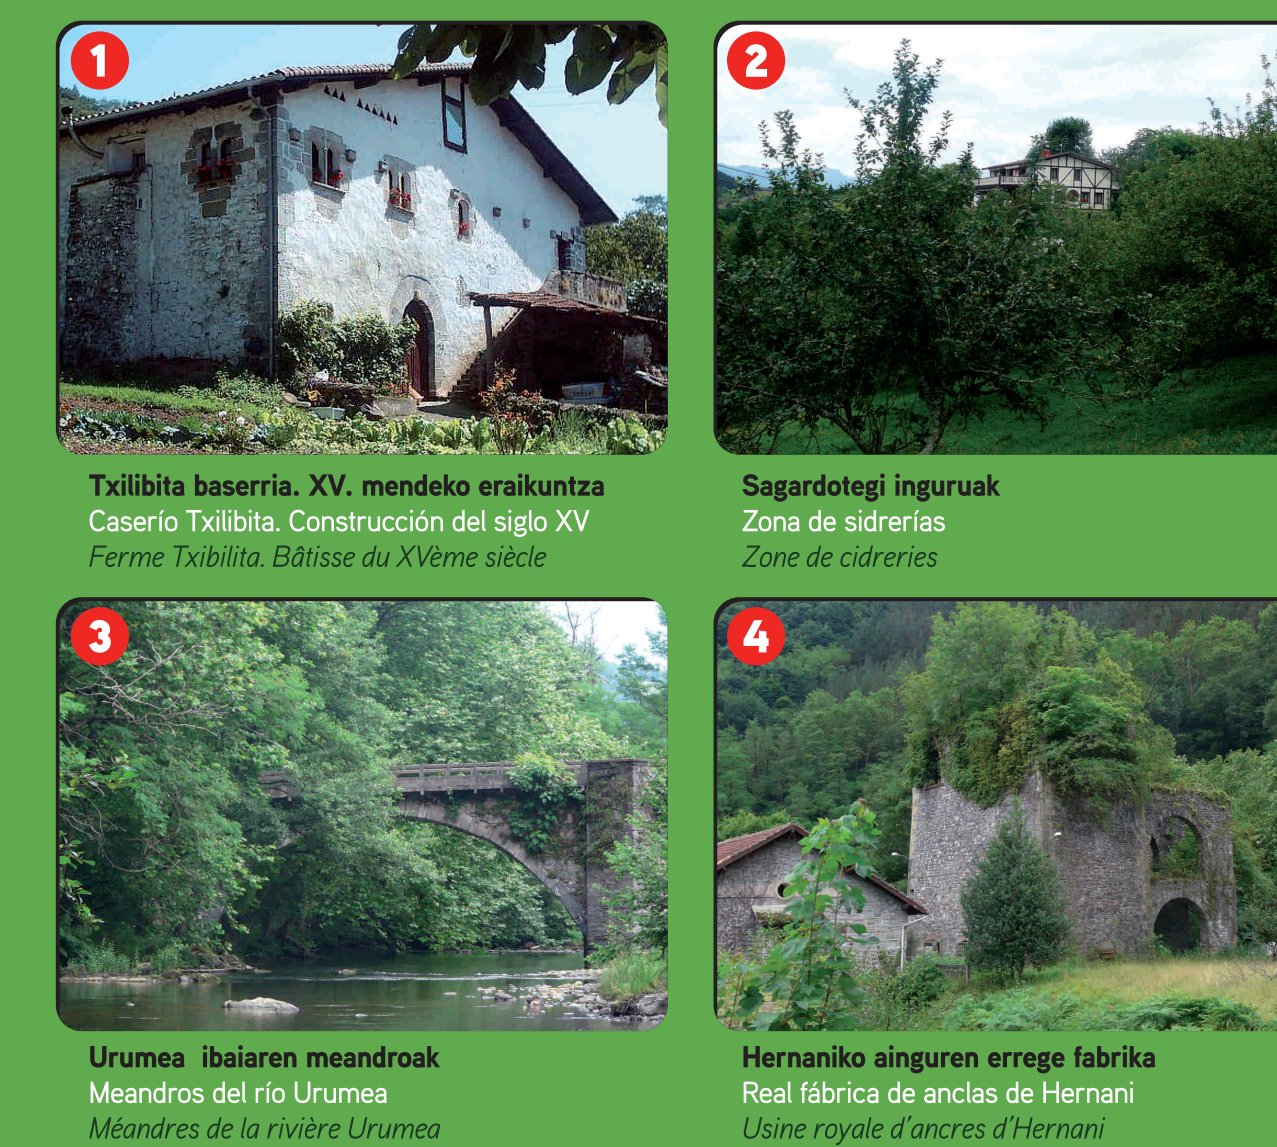 1
2
Txilibita baserria. XV. mendeko eraikuntza
Caserío Txilibita. Construcción del siglo XV
Ferme Txibilita. Bâtisse du XVème siècle
Sagardotegi inguruak
Zona de sidrerías
Zone de cidreries
3
4
Urumea ibaiaren meandroak
Meandros del río Urumea
Méandres de la rivière Urumea
Hernaniko ainguren errege fabrika
Real fábrica de anclas de Hernani
Usine royale d'ancres d'Hernani